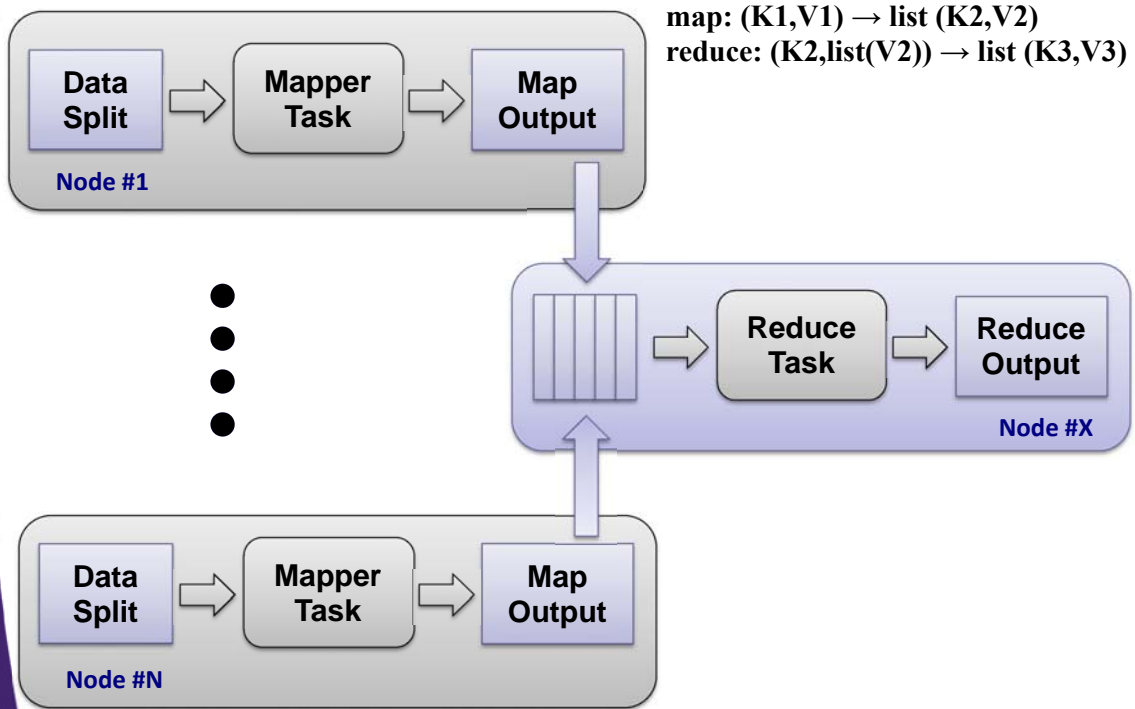 map: (K1,V1) → list (K2,V2)
reduce: (K2,list(V2)) → list (K3,V3)
Data
Split
Mapper
Task
Map
Output
Node #1
Reduce
Task
Reduce
Output
Node #X
Data
Split
Mapper
Task
Map
Output
Node #N